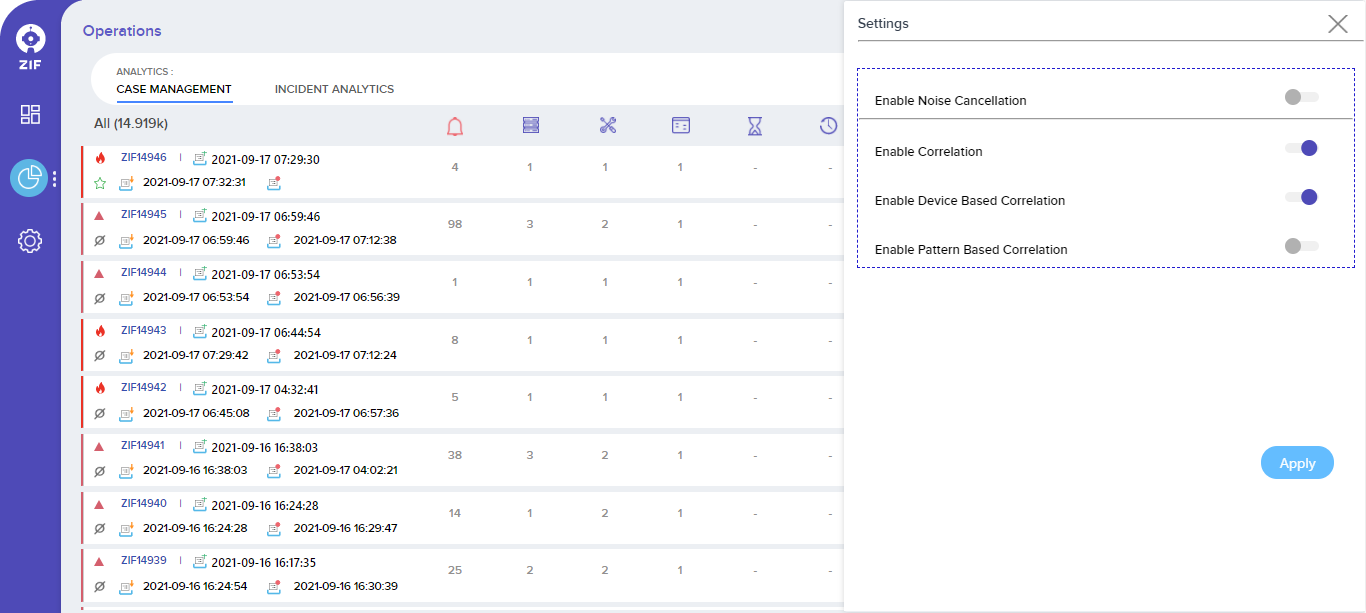 ZIF
Operations
ANALYTICS :
CASE MANAGEMENT
INCIDENT ANALYTICS
All (14.919k)
ZIF14946 | 2021-09-17 07:29:30
4 1 1 1 - -
2021-09-17 07:32:31
ZIF14945 | 2021-09-17 06:59:46
98 3 2 1 - -
2021-09-17 06:59:46 2021-09-17 07:12:38
ZIF14944 | 2021-09-17 06:53:54
1 1 1 1 - -
2021-09-17 06:53:54 2021-09-17 06:56:39
ZIF14943 | 2021-09-17 06:44:54
8 1 1 1 - -
2021-09-17 07:29:42 2021-09-17 07:12:24
ZIF14942 | 2021-09-17 04:32:41
5 1 1 1 - -
2021-09-17 06:45:08 2021-09-17 06:57:36
ZIF14941 | 2021-09-16 16:38:03
38 3 2 1 - -
2021-09-16 16:38:03 2021-09-17 04:02:21
ZIF14940 | 2021-09-16 16:24:28
14 1 2 1 - -
2021-09-16 16:24:28 2021-09-16 16:29:47
ZIF14939 | 2021-09-16 16:17:35
25 2 2 1 - -
2021-09-16 16:24:54 2021-09-16 16:30:39
Settings
Enable Noise Cancellation
Enable Correlation
Enable Device Based Correlation
Enable Pattern Based Correlation
Apply